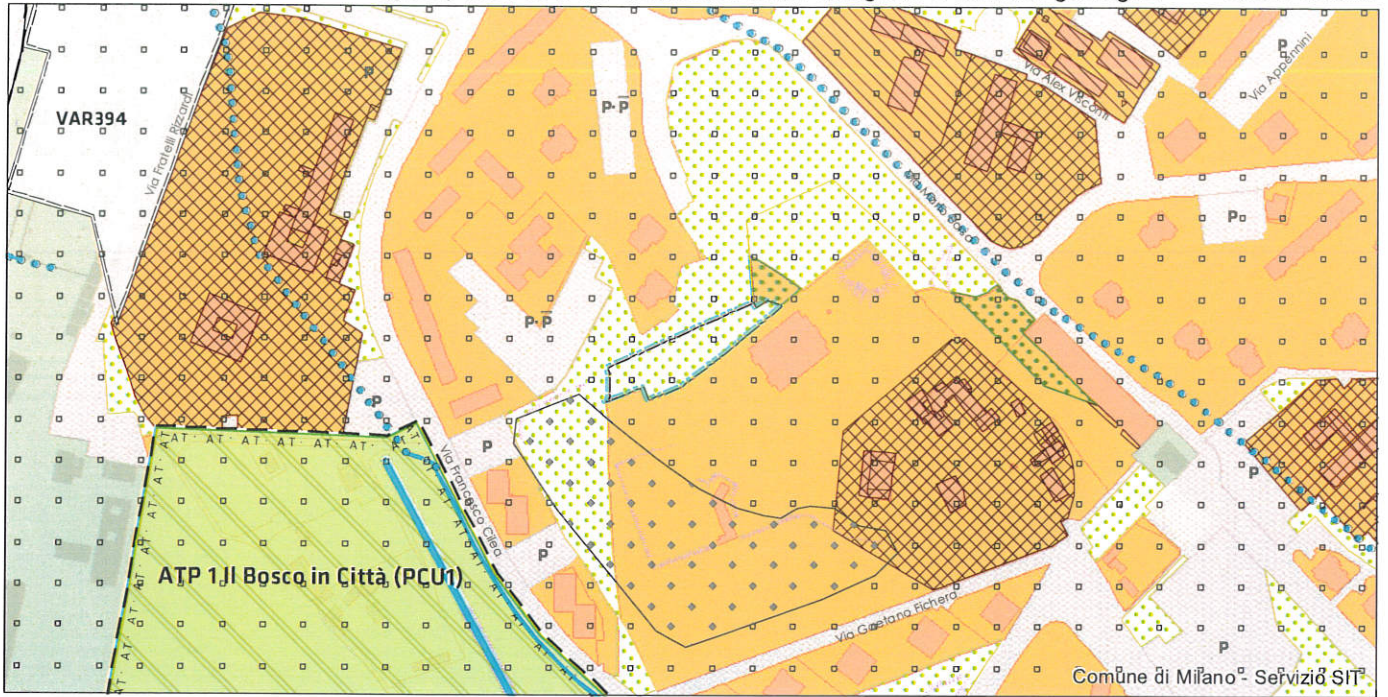 VAR394
Via Fratelli Rizzardi
P
P·P
Via Alex Visconti
P
Via Appennini
P
P·P
P
Via Francesco Cilea
P
P
P
P
AT AT · AT · AT · AT · AT · AT
ATP 1 Il Bosco in Città (PCU1)
Via Gaetano Fichera
P
Comune di Milano - Servizio SIT